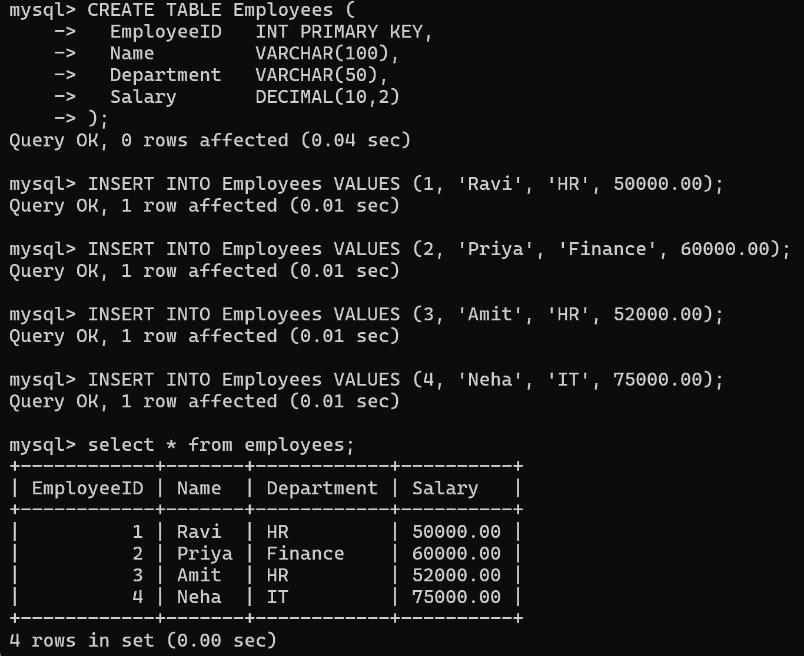 mysql> CREATE TABLE Employees (
    ->   EmployeeID   INT PRIMARY KEY,
    ->   Name         VARCHAR(100),
    ->   Department   VARCHAR(50),
    ->   Salary       DECIMAL(10,2)
    -> );
Query OK, 0 rows affected (0.04 sec)

mysql> INSERT INTO Employees VALUES (1, 'Ravi', 'HR', 50000.00);
Query OK, 1 row affected (0.01 sec)

mysql> INSERT INTO Employees VALUES (2, 'Priya', 'Finance', 60000.00);
Query OK, 1 row affected (0.01 sec)

mysql> INSERT INTO Employees VALUES (3, 'Amit', 'HR', 52000.00);
Query OK, 1 row affected (0.01 sec)

mysql> INSERT INTO Employees VALUES (4, 'Neha', 'IT', 75000.00);
Query OK, 1 row affected (0.01 sec)

mysql> select * from employees;
+------------+-------+------------+----------+
| EmployeeID | Name  | Department | Salary   |
+------------+-------+------------+----------+
|          1 | Ravi  | HR         | 50000.00 |
|          2 | Priya | Finance    | 60000.00 |
|          3 | Amit  | HR         | 52000.00 |
|          4 | Neha  | IT         | 75000.00 |
+------------+-------+------------+----------+
4 rows in set (0.00 sec)